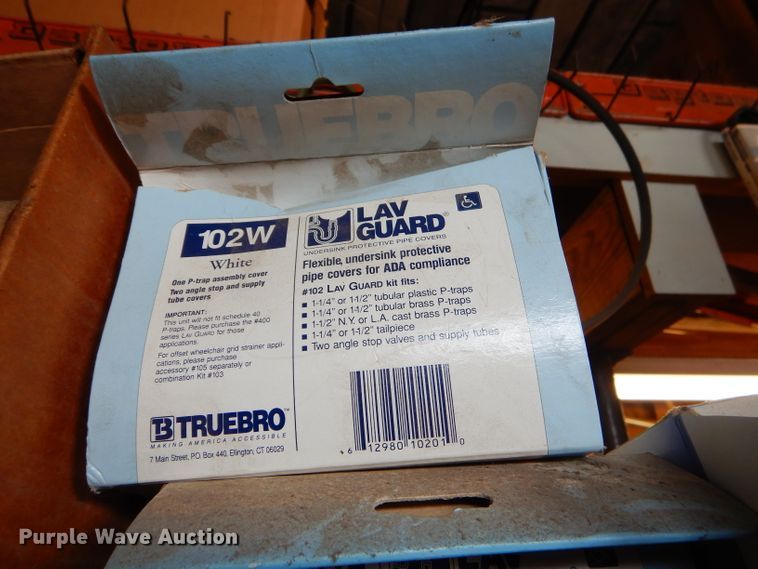 TRUEBRO
102W
White
One P-trap assembly cover
Two angle stop and supply
tube covers
IMPORTANT:
This unit will not fit schedule 40
P-traps. Please purchase the #400
series LAV GUARD for those
applications.
For offset wheelchair grid strainer appli-
cations, please purchase
accessory #105 separately or
combination Kit #103
TRUEBRO™
MAKING AMERICA ACCESSIBLE
7 Main Street, P.O. Box 440, Ellington, CT 06029
LAV
GUARD®
UNDERSINK PROTECTIVE PIPE COVERS
Flexible, undersink protective
pipe covers for ADA compliance
#102 LAV GUARD kit fits:
• 1-1/4" or 1-1/2" tubular plastic P-traps
• 1-1/4" or 1-1/2" tubular brass P-traps
• 1-1/2" N.Y. or L.A. cast brass P-traps
• 1-1/4" or 1-1/2" tailpiece
• Two angle stop valves and supply tubes
6 12980 10201 0
Purple Wave Auction